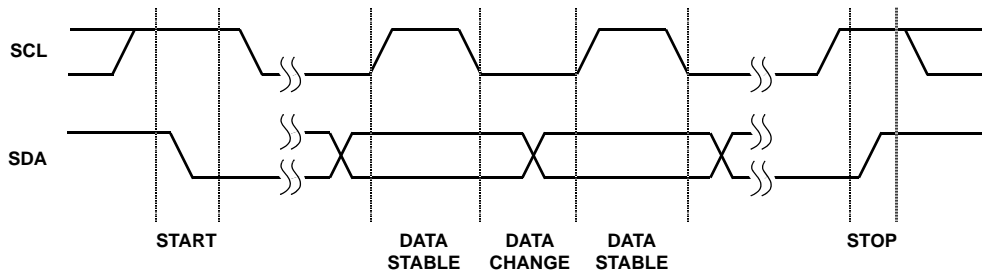 SCL
SDA
START
DATA STABLE
DATA CHANGE
DATA STABLE
STOP